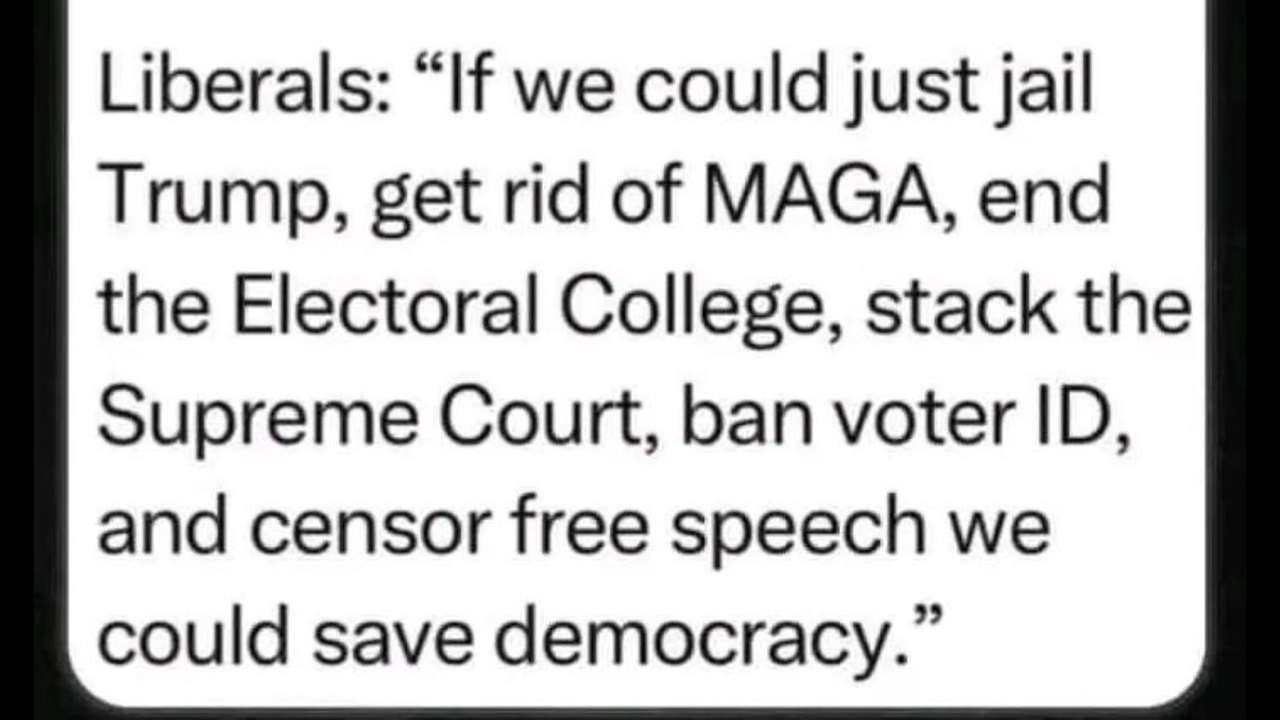 Liberals: “If we could just jail
Trump, get rid of MAGA, end
the Electoral College, stack the
Supreme Court, ban voter ID,
and censor free speech we
could save democracy.”